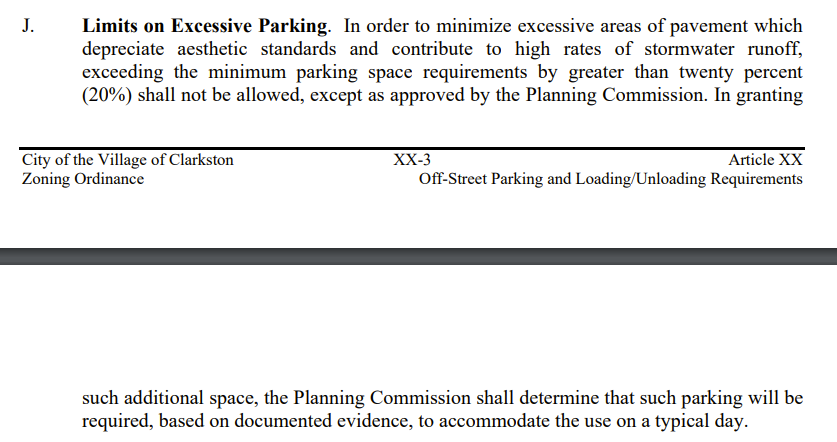 J. Limits on Excessive Parking. In order to minimize excessive areas of pavement which
depreciate aesthetic standards and contribute to high rates of stormwater runoff,
exceeding the minimum parking space requirements by greater than twenty percent
(20%) shall not be allowed, except as approved by the Planning Commission. In granting
City of the Village of Clarkston XX-3 Article XX
Zoning Ordinance Off-Street Parking and Loading/Unloading Requirements
such additional space, the Planning Commission shall determine that such parking will be
required, based on documented evidence, to accommodate the use on a typical day.